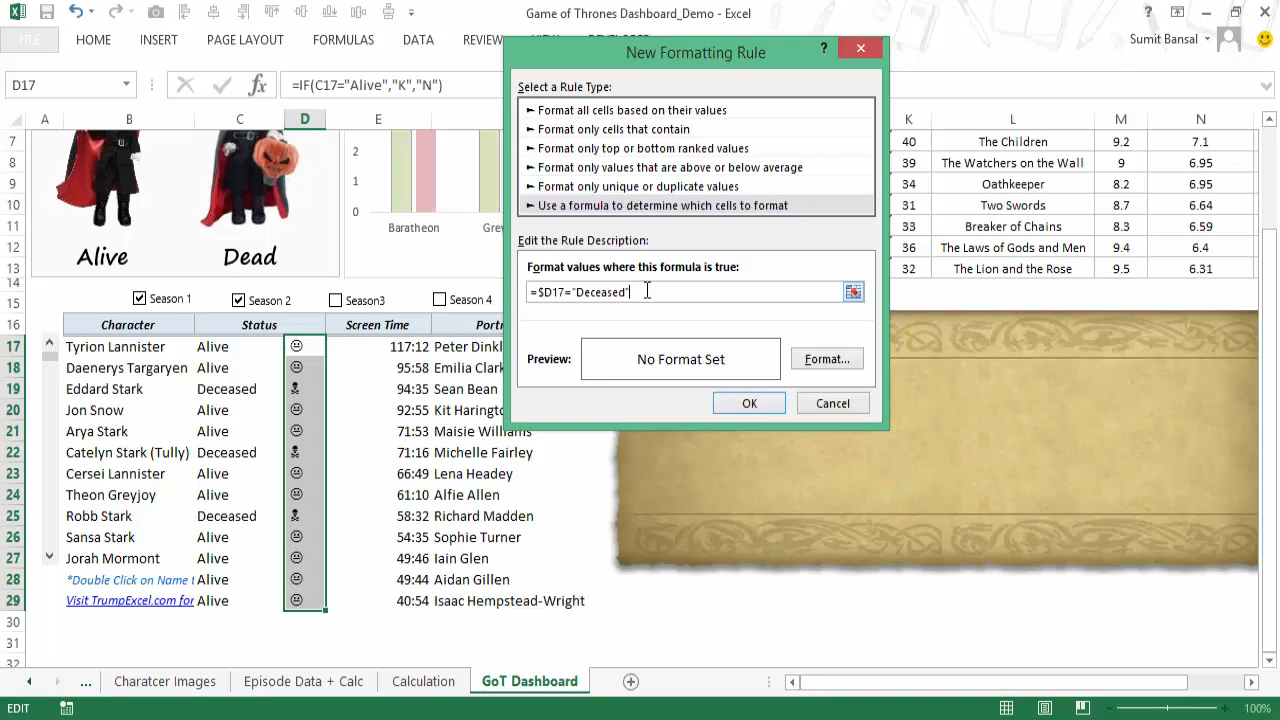 Game of Thrones Dashboard_Demo - Excel
FILE HOME INSERT PAGE LAYOUT FORMULAS DATA REVIEW
Sumit Bansal
D17 fx =IF(C17="Alive","K","N")
New Formatting Rule
Select a Rule Type:
► Format all cells based on their values
► Format only cells that contain
► Format only top or bottom ranked values
► Format only values that are above or below average
► Format only unique or duplicate values
► Use a formula to determine which cells to format
Edit the Rule Description:
Format values where this formula is true:
=$D17="Deceased"
Preview: No Format Set Format...
OK Cancel
A B C D E K L M N
7 40 The Children 9.2 7.1
8 39 The Watchers on the Wall 9 6.95
9 34 Oathkeeper 8.2 6.95
10 31 Two Swords 8.7 6.64
11 33 Breaker of Chains 8.3 6.59
12 36 The Laws of Gods and Men 9.4 6.4
13 32 The Lion and the Rose 9.5 6.31
14
2
1
0
Baratheon Grey
Alive Dead
15 Season 1 Season 2 Season3 Season 4
16 Character Status Screen Time Portr
17 Tyrion Lannister Alive 117:12 Peter Dinkl
18 Daenerys Targaryen Alive 95:58 Emilia Clark
19 Eddard Stark Deceased 94:35 Sean Bean
20 Jon Snow Alive 92:55 Kit Haringto
21 Arya Stark Alive 71:53 Maisie Williams
22 Catelyn Stark (Tully) Deceased 71:16 Michelle Fairley
23 Cersei Lannister Alive 66:49 Lena Headey
24 Theon Greyjoy Alive 61:10 Alfie Allen
25 Robb Stark Deceased 58:32 Richard Madden
26 Sansa Stark Alive 54:35 Sophie Turner
27 Jorah Mormont Alive 49:46 Iain Glen
28 *Double Click on Name t Alive 49:44 Aidan Gillen
29 Visit TrumpExcel.com for Alive 40:54 Isaac Hempstead-Wright
30
31
32
... Charatcer Images Episode Data + Calc Calculation GoT Dashboard
EDIT 100%